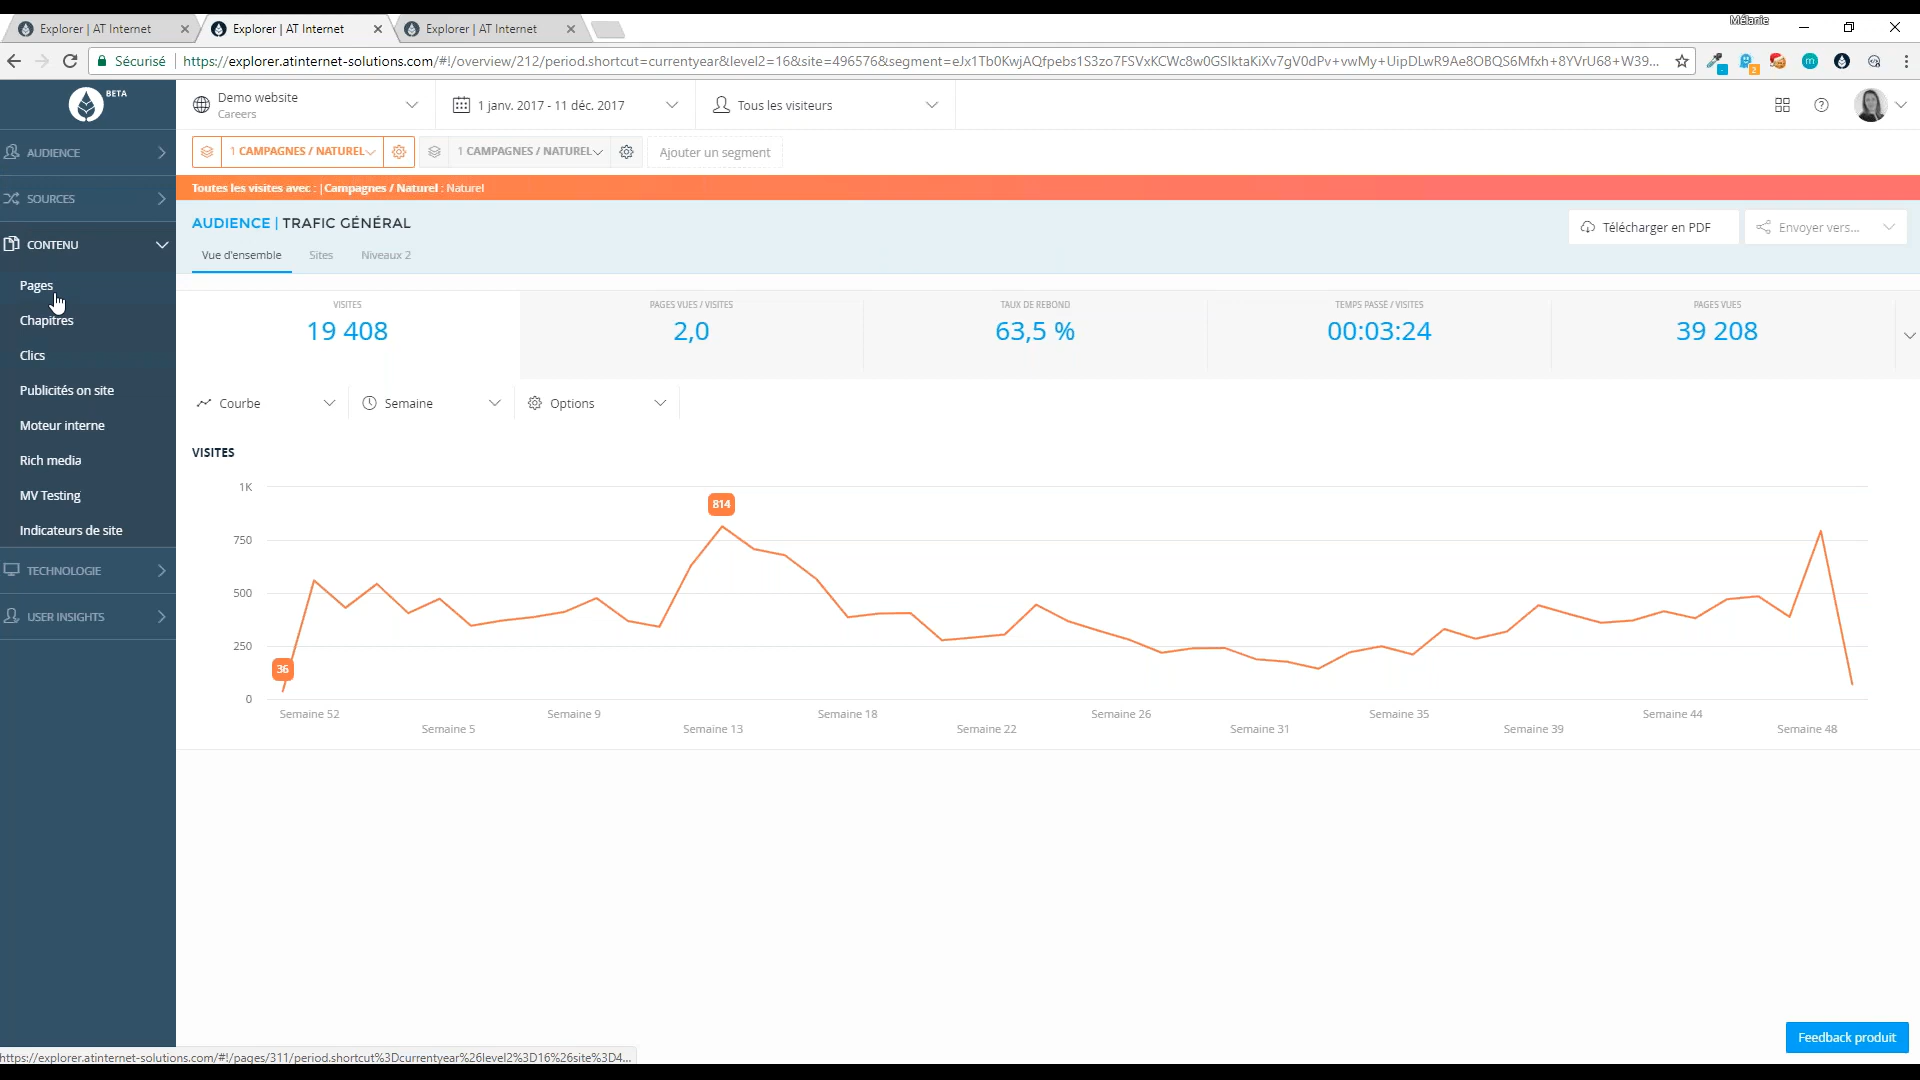 Mélanie
Explorer | AT Internet
Explorer | AT Internet
Explorer | AT Internet
Sécurisé
https://explorer.atinternet-solutions.com/#!/overview/212/period.shortcut=currentyear&level2=16&site=496576&segment=eJx1Tb0KwjAQfpebs1S3zo7FSVxKCWc8w0GSIktaKiXv7gV0dPv+vwMy+UipDLwR9Ae8OBQS6Mfxh+8YVrU68+W39...
BETA
Demo website
Careers
1 janv. 2017 - 11 déc. 2017
Tous les visiteurs
1 CAMPAGNES / NATUREL
1 CAMPAGNES / NATUREL
Ajouter un segment
Toutes les visites avec : | Campagnes / Naturel : Naturel
AUDIENCE
SOURCES
CONTENU
Pages
Chapitres
Clics
Publicités on site
Moteur interne
Rich media
MV Testing
Indicateurs de site
TECHNOLOGIE
USER INSIGHTS
AUDIENCE | TRAFIC GÉNÉRAL
Télécharger en PDF
Envoyer vers...
Vue d'ensemble
Sites
Niveaux 2
VISITES
19 408
PAGES VUES / VISITES
2,0
TAUX DE REBOND
63,5 %
TEMPS PASSÉ / VISITES
00:03:24
PAGES VUES
39 208
Courbe
Semaine
Options
VISITES
1K
750
500
250
0
814
36
Semaine 52
Semaine 5
Semaine 9
Semaine 13
Semaine 18
Semaine 22
Semaine 26
Semaine 31
Semaine 35
Semaine 39
Semaine 44
Semaine 48
Feedback produit
https://explorer.atinternet-solutions.com/#!/pages/311/period.shortcut%3Dcurrentyear%26level2%3D16%26site%3D4...